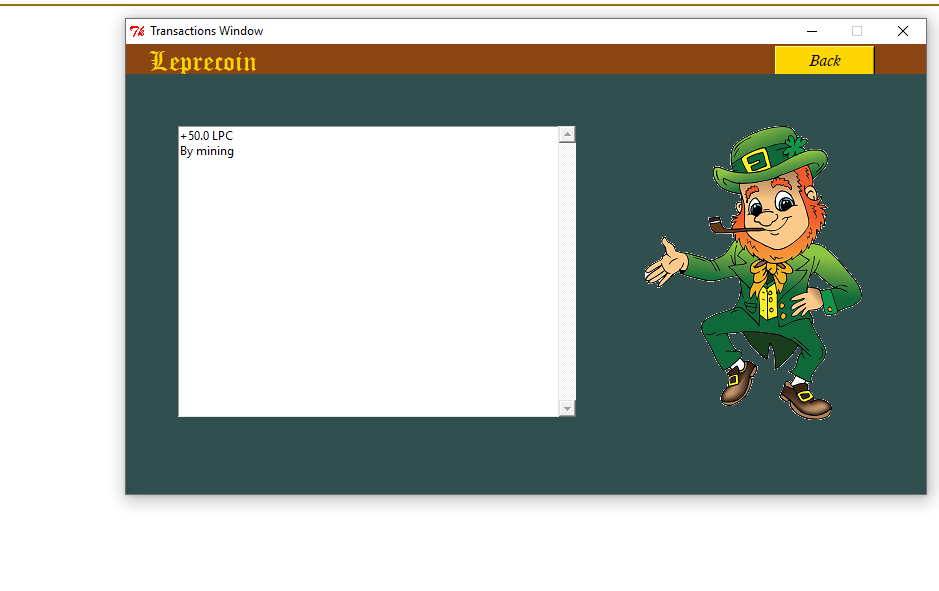 Transactions Window
Leprecoin
Back
+50.0 LPC
By mining